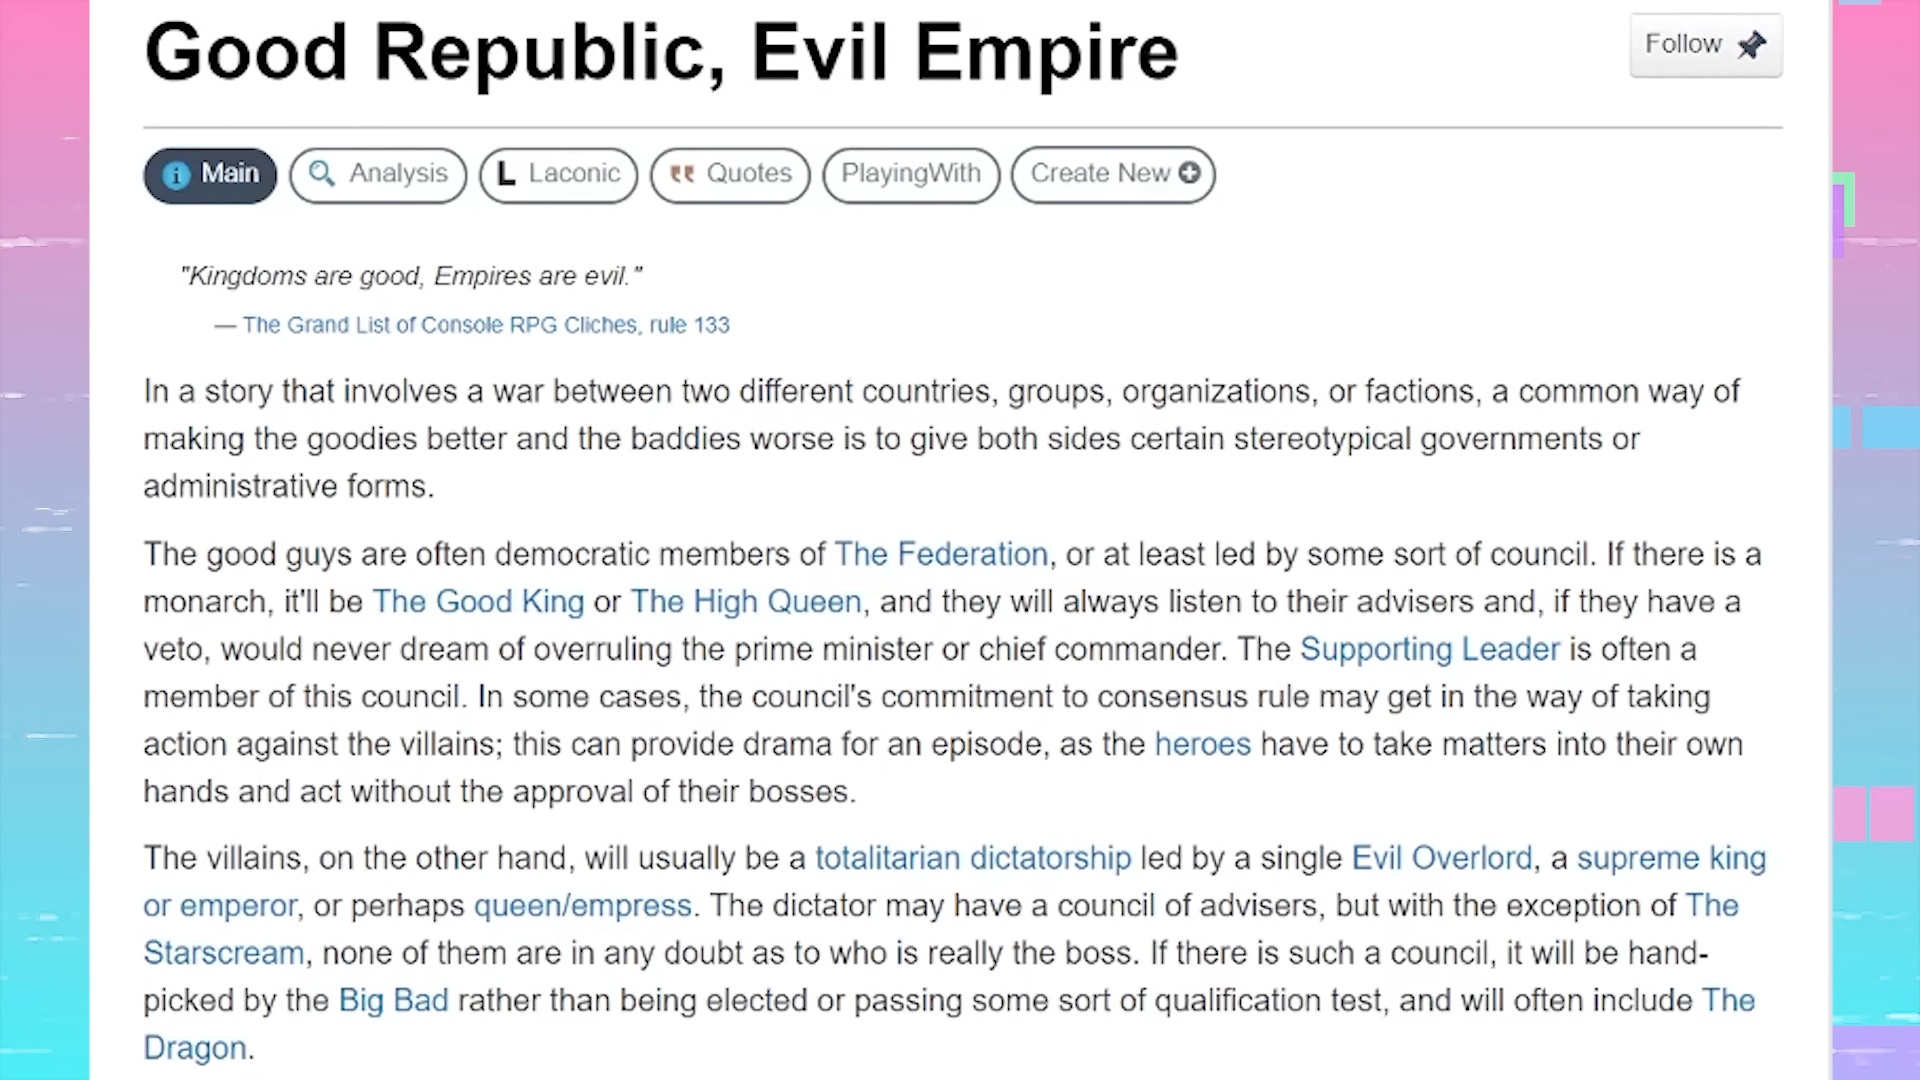 Good Republic, Evil Empire
Follow
Main
Analysis
Laconic
Quotes
PlayingWith
Create New
"Kingdoms are good, Empires are evil."
— The Grand List of Console RPG Cliches, rule 133
In a story that involves a war between two different countries, groups, organizations, or factions, a common way of
making the goodies better and the baddies worse is to give both sides certain stereotypical governments or
administrative forms.
The good guys are often democratic members of The Federation, or at least led by some sort of council. If there is a
monarch, it'll be The Good King or The High Queen, and they will always listen to their advisers and, if they have a
veto, would never dream of overruling the prime minister or chief commander. The Supporting Leader is often a
member of this council. In some cases, the council's commitment to consensus rule may get in the way of taking
action against the villains; this can provide drama for an episode, as the heroes have to take matters into their own
hands and act without the approval of their bosses.
The villains, on the other hand, will usually be a totalitarian dictatorship led by a single Evil Overlord, a supreme king
or emperor, or perhaps queen/empress. The dictator may have a council of advisers, but with the exception of The
Starscream, none of them are in any doubt as to who is really the boss. If there is such a council, it will be hand-
picked by the Big Bad rather than being elected or passing some sort of qualification test, and will often include The
Dragon.